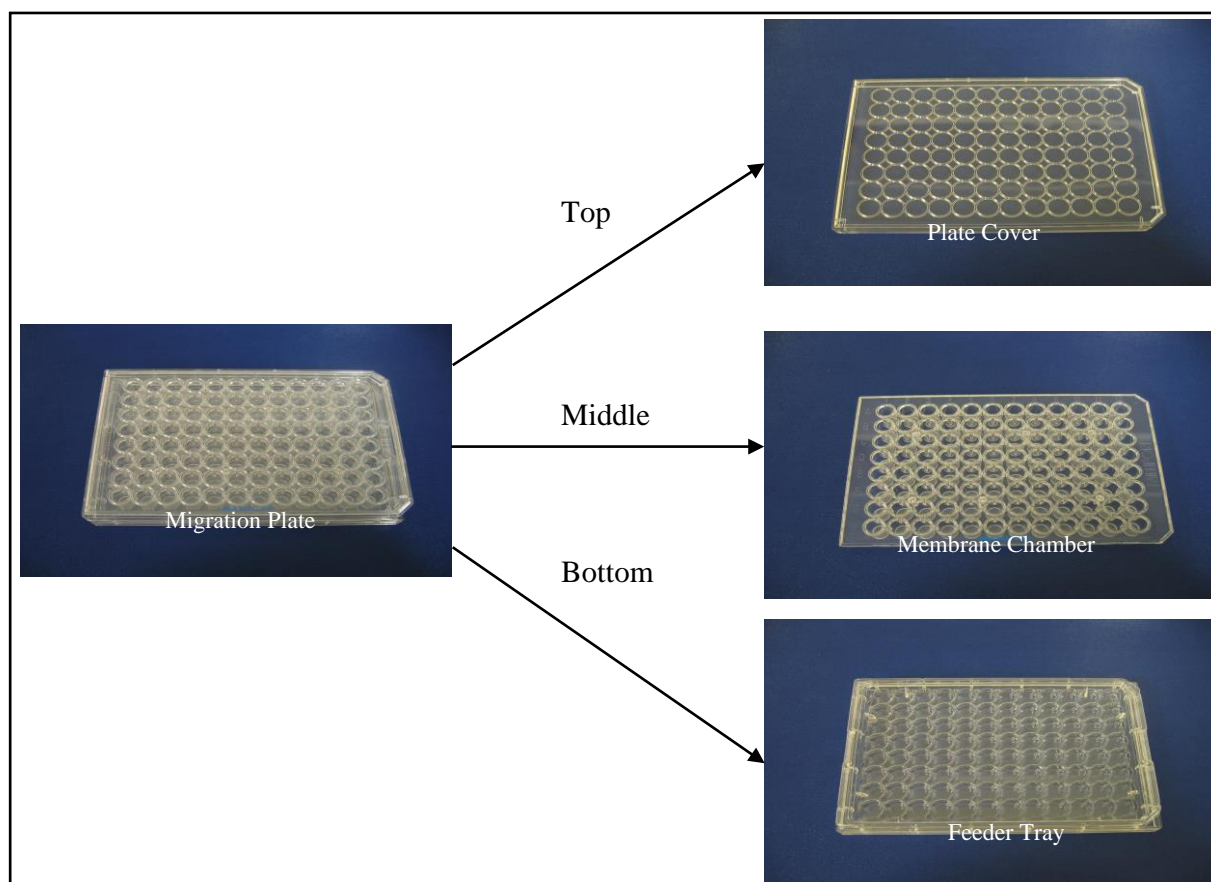 Top
Plate Cover
Middle
Migration Plate
Membrane Chamber
Bottom
Feeder Tray